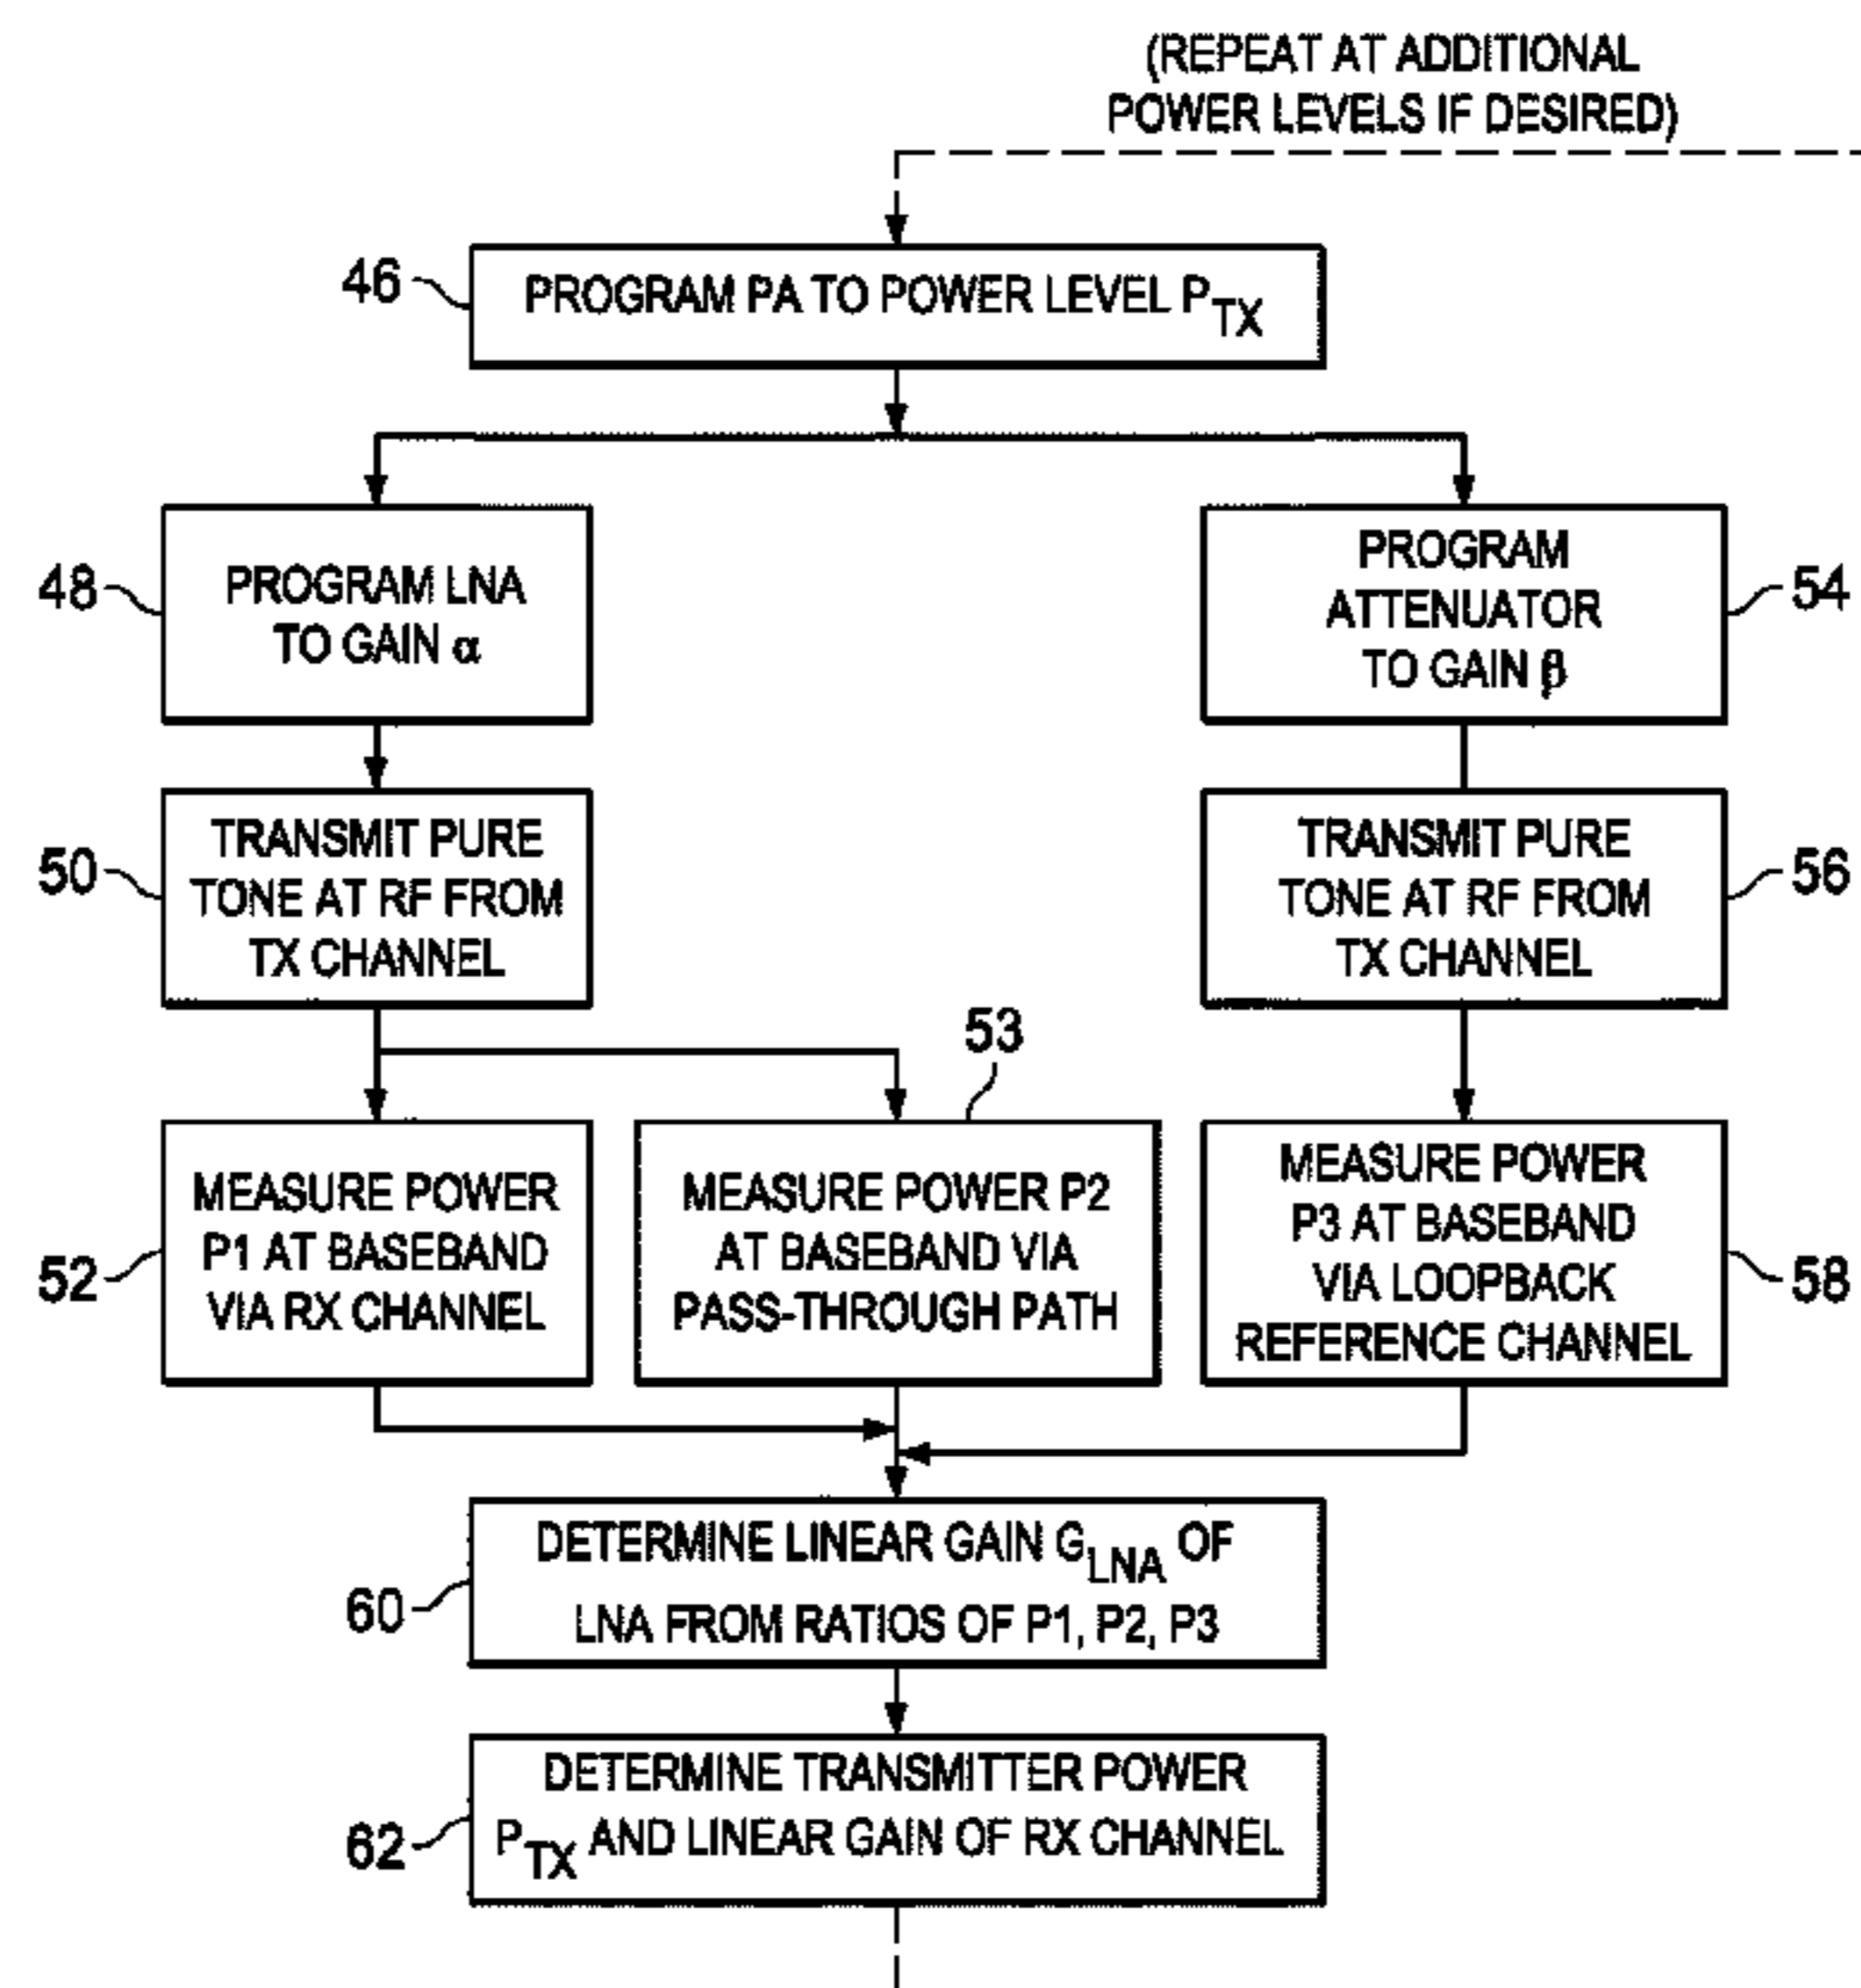 (REPEAT AT ADDITIONAL
POWER LEVELS IF DESIRED)
46
PROGRAM PA TO POWER LEVEL P_TX
48
PROGRAM LNA
TO GAIN α
PROGRAM
ATTENUATOR
TO GAIN β
54
50
TRANSMIT PURE
TONE AT RF FROM
TX CHANNEL
TRANSMIT PURE
TONE AT RF FROM
TX CHANNEL
56
53
52
MEASURE POWER
P1 AT BASEBAND
VIA RX CHANNEL
MEASURE POWER P2
AT BASEBAND VIA
PASS-THROUGH PATH
MEASURE POWER
P3 AT BASEBAND
VIA LOOPBACK
REFERENCE CHANNEL
58
60
DETERMINE LINEAR GAIN G_LNA OF
LNA FROM RATIOS OF P1, P2, P3
62
DETERMINE TRANSMITTER POWER
P_TX AND LINEAR GAIN OF RX CHANNEL